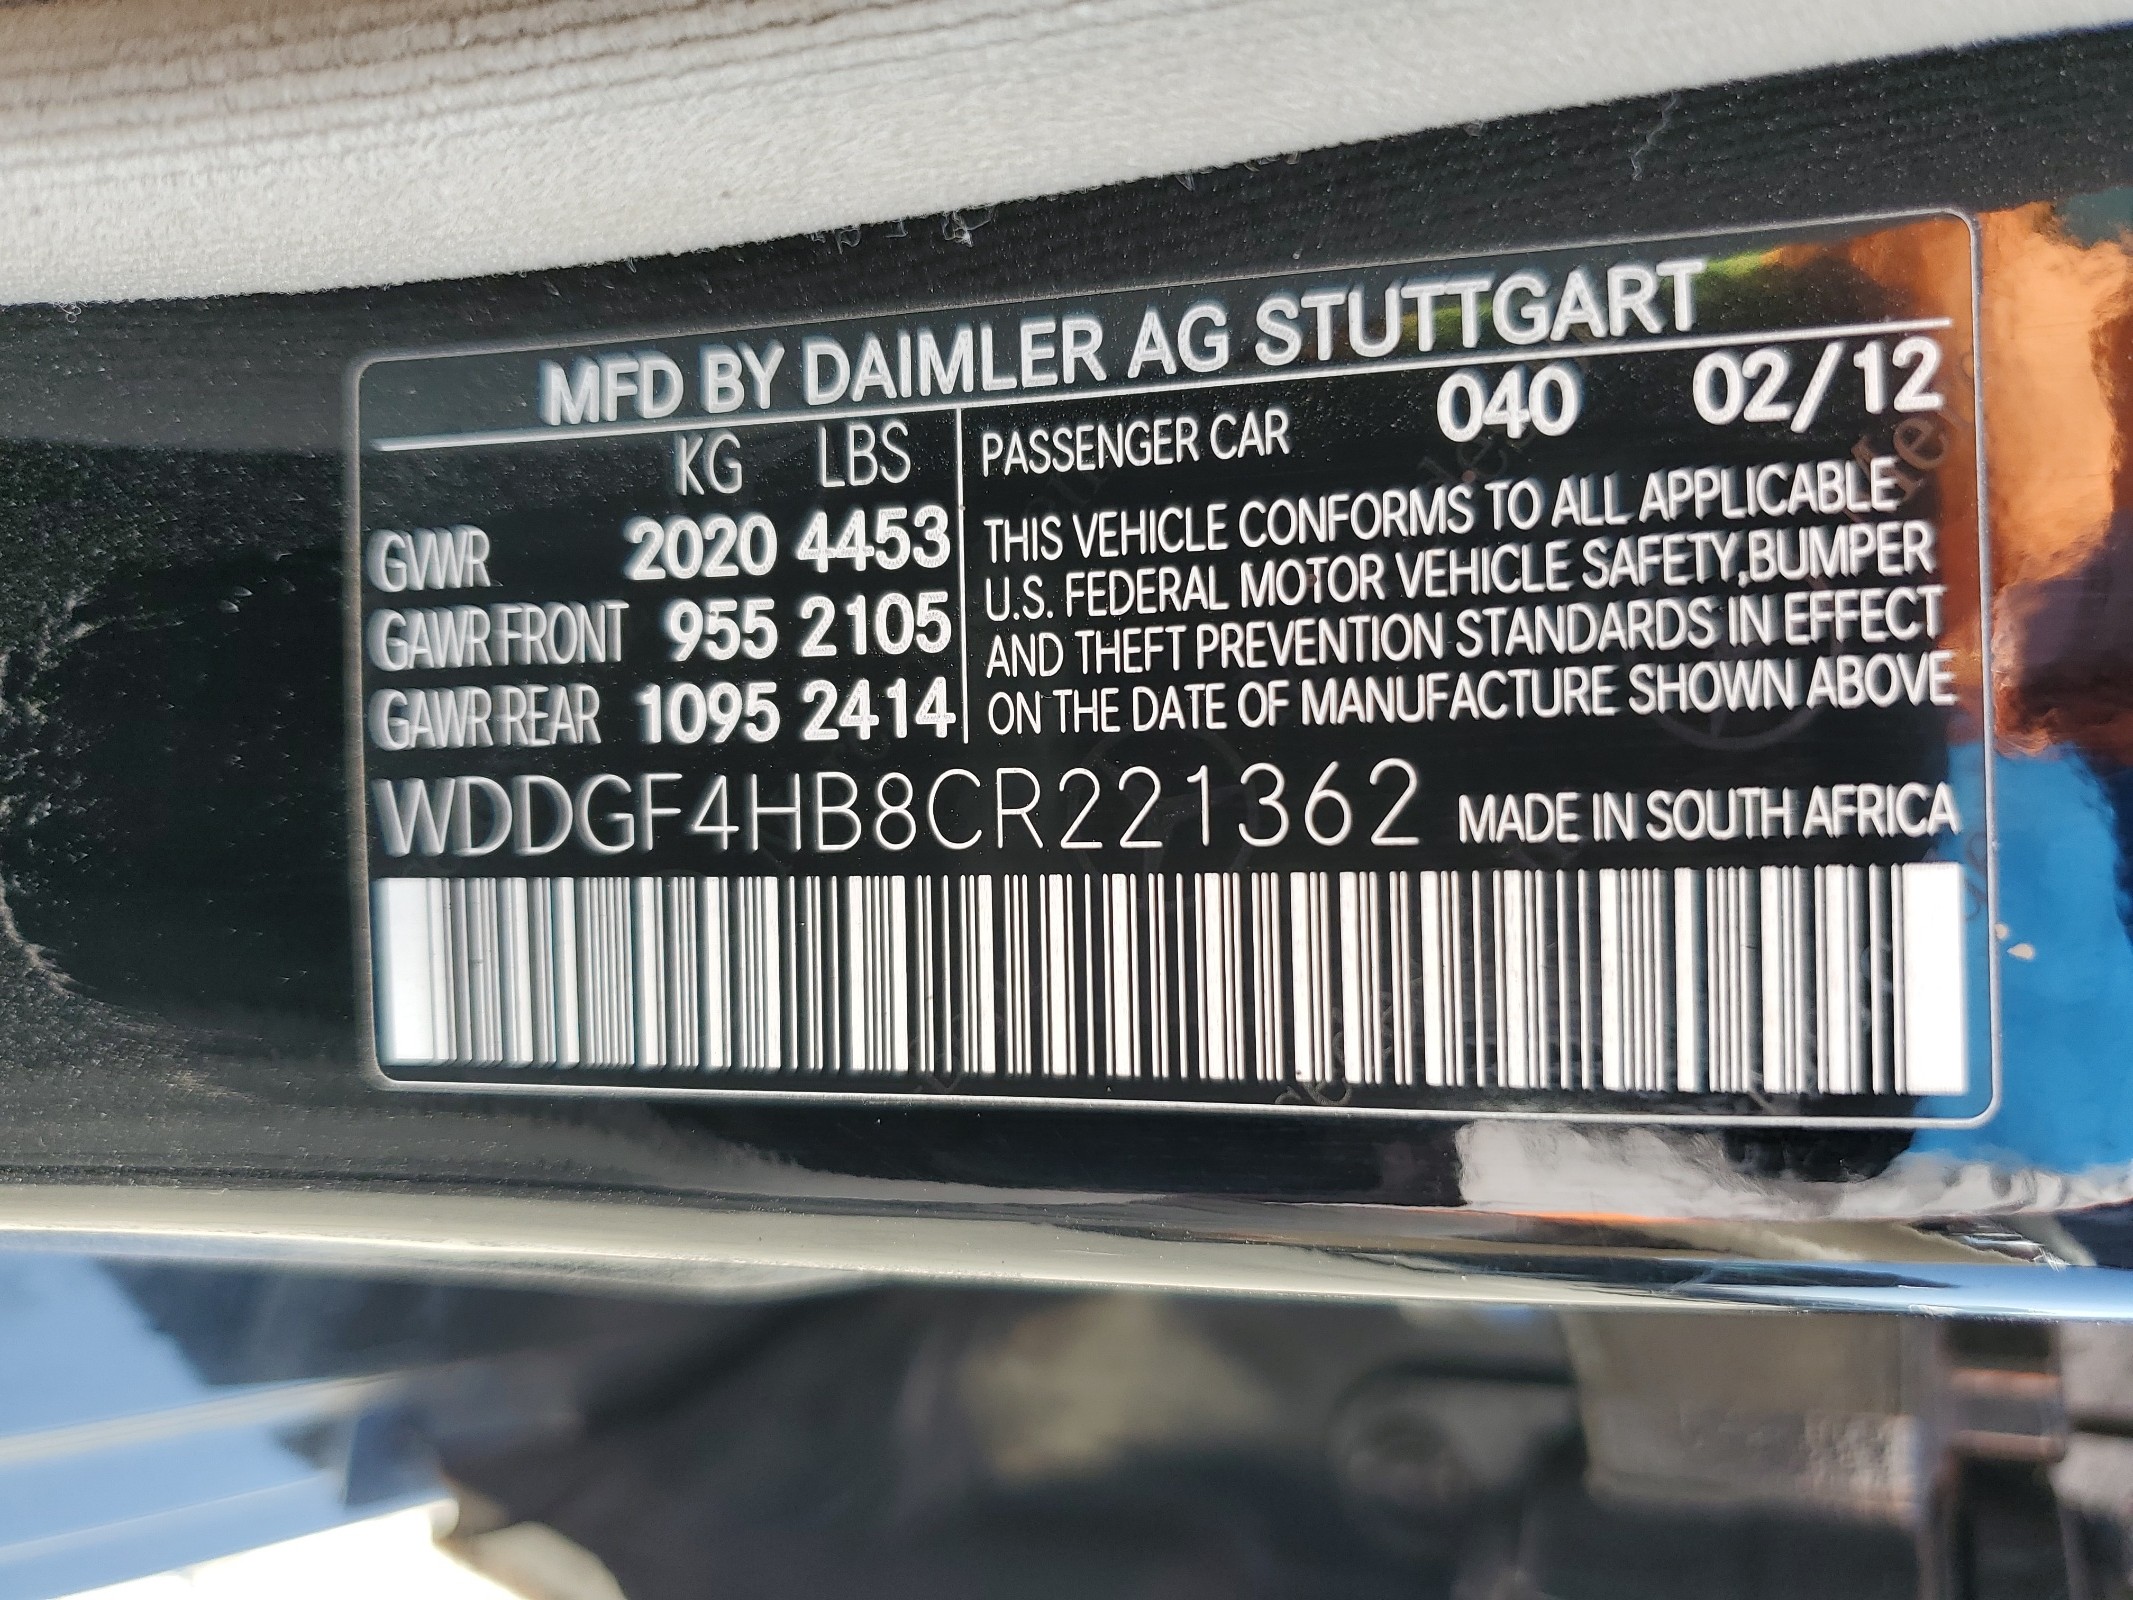 MFD BY DAIMLER AG STUTTGART
KG LBS
GVWR 2020 4453
GAWR FRONT 955 2105
GAWR REAR 1095 2414
PASSENGER CAR 040 02/12
THIS VEHICLE CONFORMS TO ALL APPLICABLE
U.S. FEDERAL MOTOR VEHICLE SAFETY,BUMPER
AND THEFT PREVENTION STANDARDS IN EFFECT
ON THE DATE OF MANUFACTURE SHOWN ABOVE
WDDGF4HB8CR221362 MADE IN SOUTH AFRICA